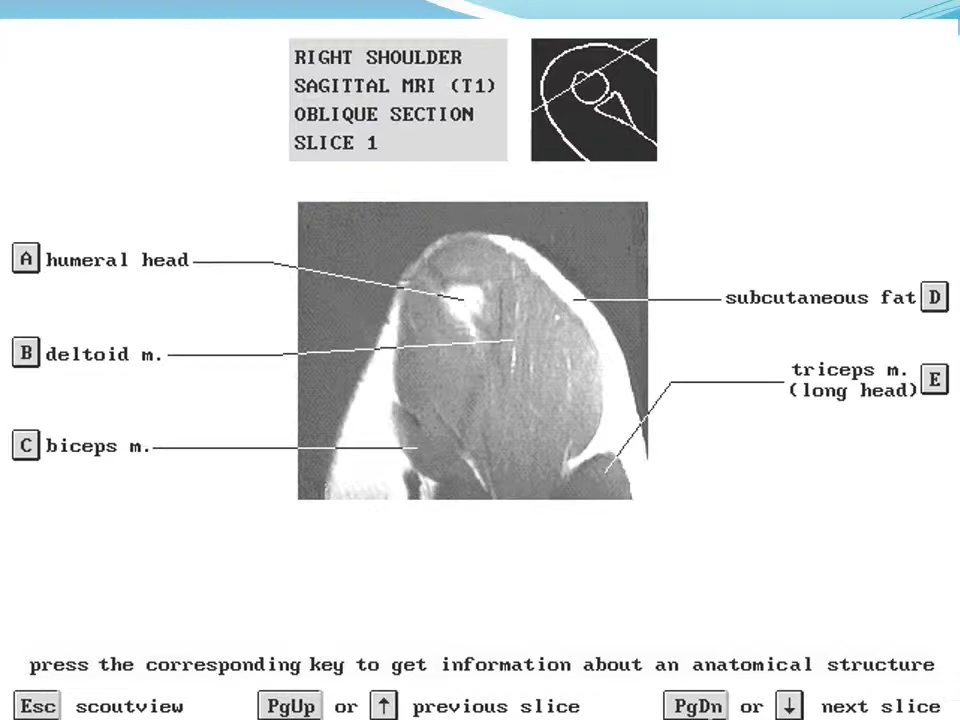 RIGHT SHOULDER
SAGITTAL MRI (T1)
OBLIQUE SECTION
SLICE 1
A humeral head
subcutaneous fat D
B deltoid m.
triceps m.
(long head) E
C biceps m.
press the corresponding key to get information about an anatomical structure
Esc scoutview PgUp or ↑ previous slice PgDn or ↓ next slice